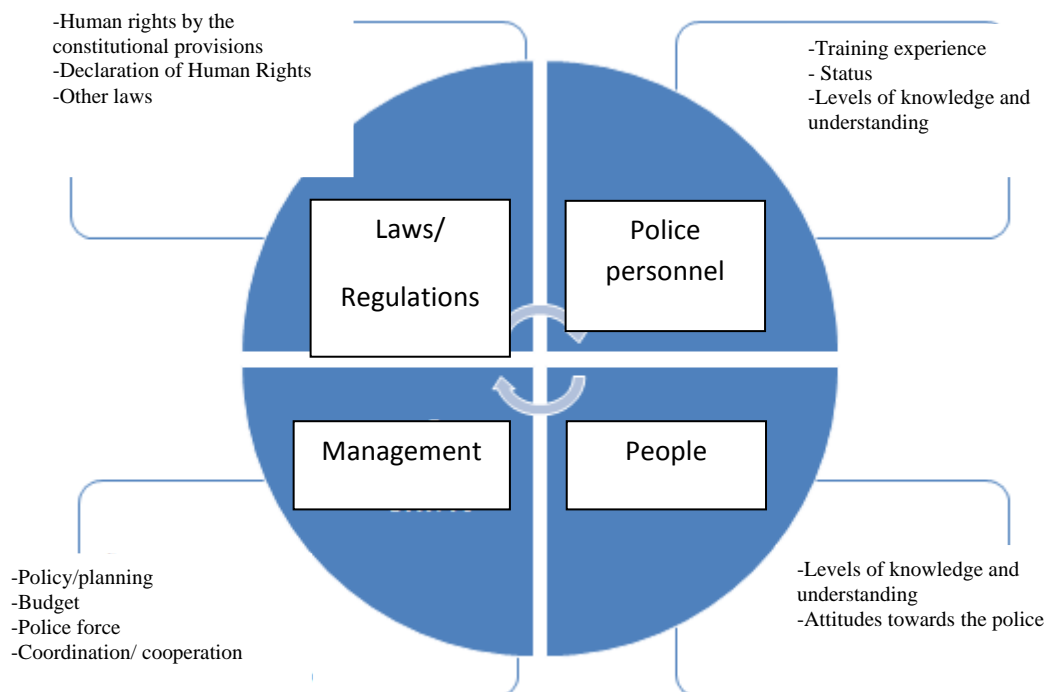 -Human rights by the
constitutional provisions
-Declaration of Human Rights
-Other laws
-Training experience
- Status
-Levels of knowledge and
understanding
Laws/
Regulations
Police
personnel
Management
People
-Policy/planning
-Budget
-Police force
-Coordination/ cooperation
-Levels of knowledge and
understanding
-Attitudes towards the police